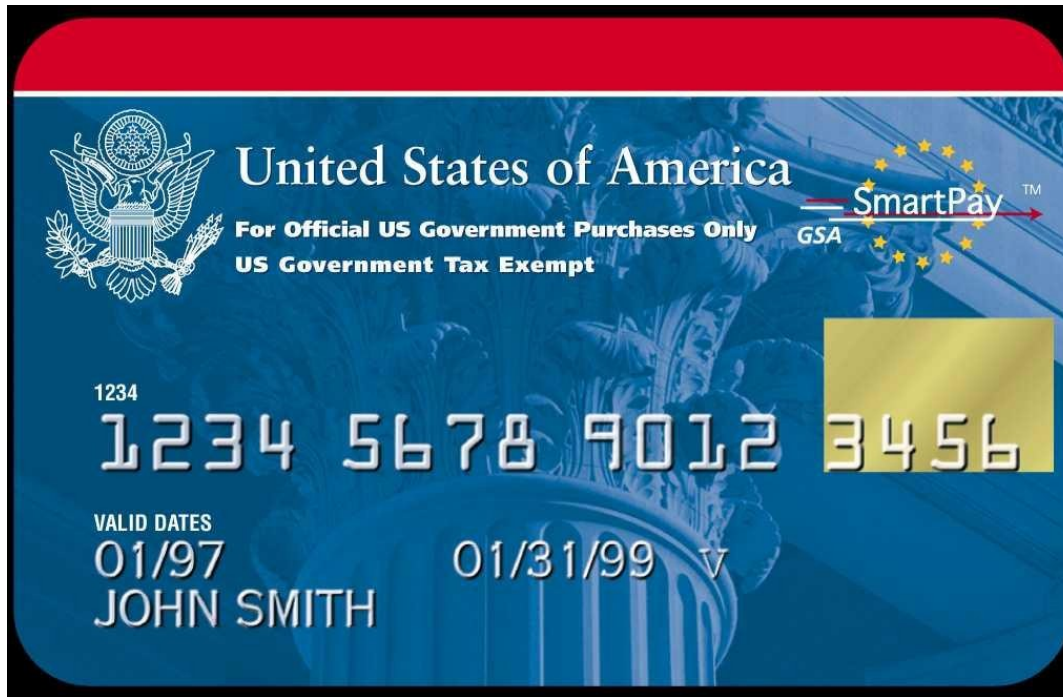 United States of America
For Official US Government Purchases Only
US Government Tax Exempt
GSA SmartPay TM
1234
1234 5678 9012 3456
VALID DATES
01/97 01/31/99 V
JOHN SMITH